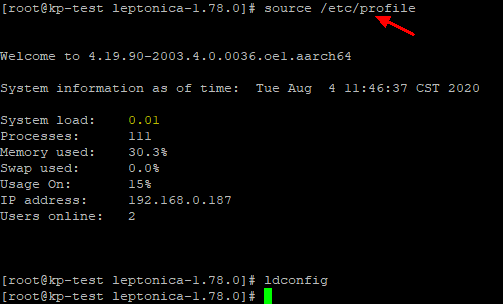 [root@kp-test leptonica-1.78.0]# source /etc/profile
Welcome to 4.19.90-2003.4.0.0036.oe1.aarch64
System information as of time:  Tue Aug  4 11:46:37 CST 2020
System load:    0.01
Processes:      111
Memory used:    30.3%
Swap used:      0.0%
Usage On:       15%
IP address:     192.168.0.187
Users online:   2
[root@kp-test leptonica-1.78.0]# ldconfig
[root@kp-test leptonica-1.78.0]#